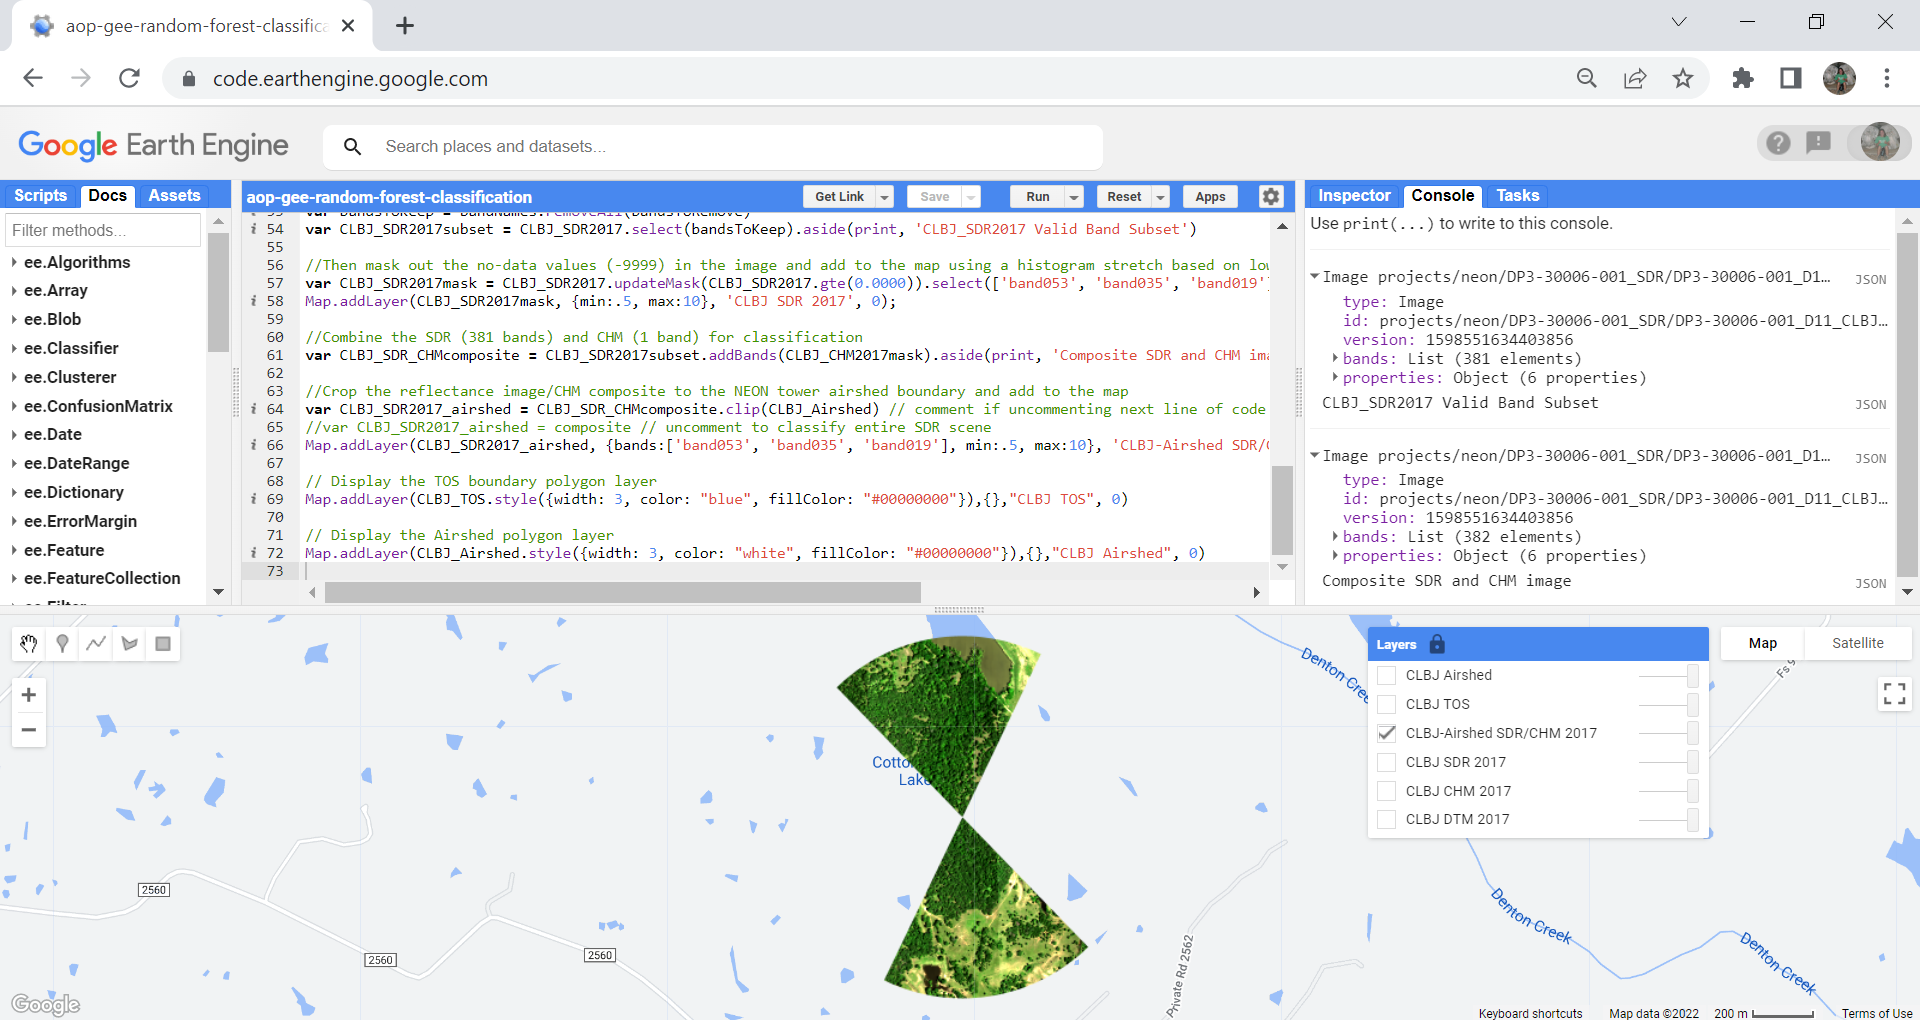 aop-gee-random-forest-classifica
code.earthengine.google.com
Google Earth Engine
Search places and datasets...
Scripts Docs Assets
Filter methods...
ee.Algorithms
ee.Array
ee.Blob
ee.Classifier
ee.Clusterer
ee.ConfusionMatrix
ee.Date
ee.DateRange
ee.Dictionary
ee.ErrorMargin
ee.Feature
ee.FeatureCollection
aop-gee-random-forest-classification Get Link Save Run Reset Apps
54 var CLBJ_SDR2017subset = CLBJ_SDR2017.select(bandsToKeep).aside(print, 'CLBJ_SDR2017 Valid Band Subset')
55
56 //Then mask out the no-data values (-9999) in the image and add to the map using a histogram stretch based on lo
57 var CLBJ_SDR2017mask = CLBJ_SDR2017.updateMask(CLBJ_SDR2017.gte(0.0000)).select(['band053', 'band035', 'band019'
58 Map.addLayer(CLBJ_SDR2017mask, {min:.5, max:10}, 'CLBJ SDR 2017', 0);
59
60 //Combine the SDR (381 bands) and CHM (1 band) for classification
61 var CLBJ_SDR_CHMcomposite = CLBJ_SDR2017subset.addBands(CLBJ_CHM2017mask).aside(print, 'Composite SDR and CHM ima
62
63 //Crop the reflectance image/CHM composite to the NEON tower airshed boundary and add to the map
64 var CLBJ_SDR2017_airshed = CLBJ_SDR_CHMcomposite.clip(CLBJ_Airshed) // comment if uncommenting next line of code
65 //var CLBJ_SDR2017_airshed = composite // uncomment to classify entire SDR scene
66 Map.addLayer(CLBJ_SDR2017_airshed, {bands:['band053', 'band035', 'band019'], min:.5, max:10}, 'CLBJ-Airshed SDR/C
67
68 // Display the TOS boundary polygon layer
69 Map.addLayer(CLBJ_TOS.style({width: 3, color: "blue", fillColor: "#00000000"}),{},"CLBJ TOS", 0)
70
71 // Display the Airshed polygon layer
72 Map.addLayer(CLBJ_Airshed.style({width: 3, color: "white", fillColor: "#00000000"}),{},"CLBJ Airshed", 0)
73
Inspector Console Tasks
Use print(...) to write to this console.
Image projects/neon/DP3-30006-001_SDR/DP3-30006-001_D1... JSON
type: Image
id: projects/neon/DP3-30006-001_SDR/DP3-30006-001_D11_CLBJ...
version: 1598551634403856
bands: List (381 elements)
properties: Object (6 properties)
CLBJ_SDR2017 Valid Band Subset JSON
Image projects/neon/DP3-30006-001_SDR/DP3-30006-001_D1... JSON
type: Image
id: projects/neon/DP3-30006-001_SDR/DP3-30006-001_D11_CLBJ...
version: 1598551634403856
bands: List (382 elements)
properties: Object (6 properties)
Composite SDR and CHM image JSON
Layers
CLBJ Airshed
CLBJ TOS
CLBJ-Airshed SDR/CHM 2017
CLBJ SDR 2017
CLBJ CHM 2017
CLBJ DTM 2017
Map Satellite
Denton Cree
Fs 9
Cotto
Lake
2560
2560
2560
Private Rd 2562
Denton Creek
Denton Creek
Google
Keyboard shortcuts Map data ©2022 200 m Terms of Use